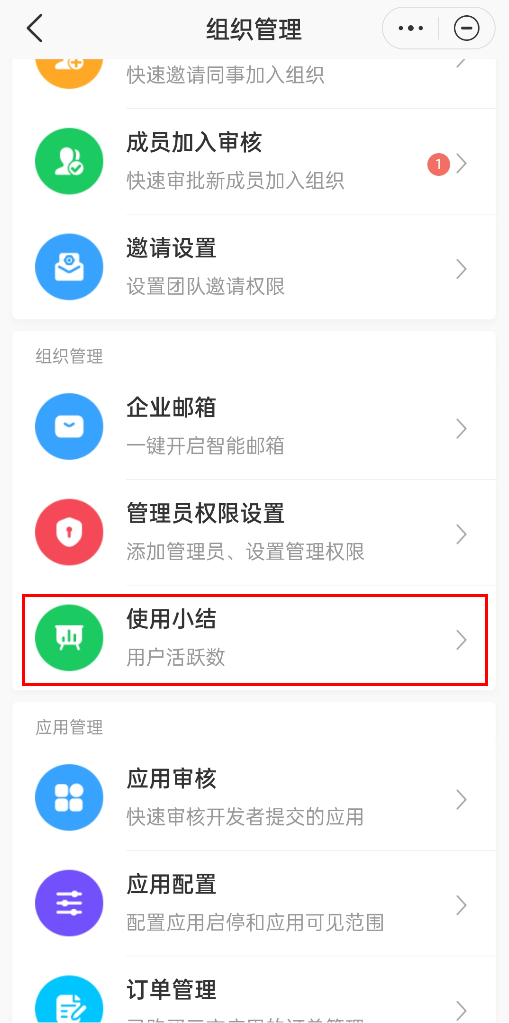 组织管理
快速邀请同事加入组织
成员加入审核
1
快速审批新成员加入组织
邀请设置
设置团队邀请权限
组织管理
企业邮箱
一键开启智能邮箱
管理员权限设置
添加管理员、设置管理权限
使用小结
用户活跃数
应用管理
应用审核
快速审核开发者提交的应用
应用配置
配置应用启停和应用可见范围
订单管理